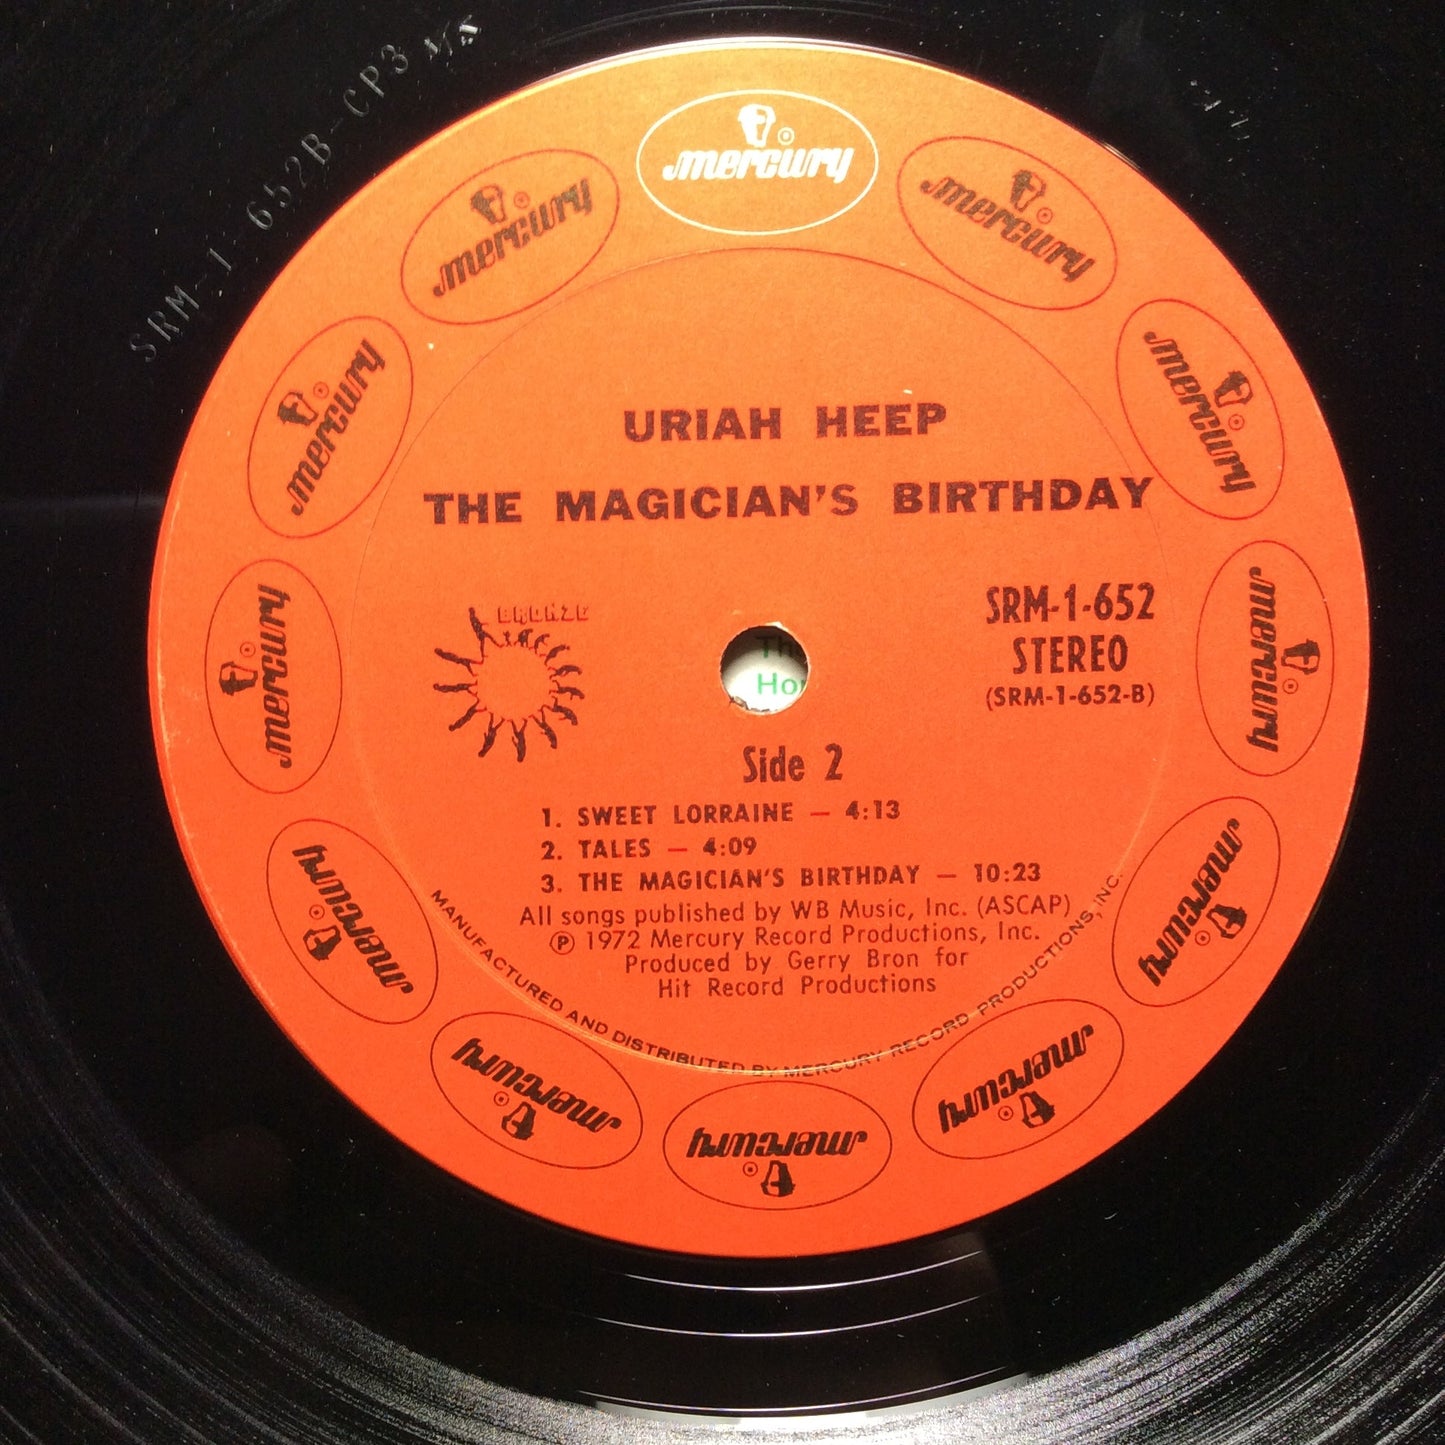 SRM-1-652B-CP3
mercury
mercury
mercury
mercury
mercury
mercury
mercury
mercury
mercury
mercury
mercury
mercury
URIAH HEEP
THE MAGICIAN'S BIRTHDAY
BRONZE
SRM-1-652
STEREO
(SRM-1-652-B)
Side 2
1. SWEET LORRAINE — 4:13
2. TALES — 4:09
3. THE MAGICIAN'S BIRTHDAY — 10:23
All songs published by WB Music, Inc. (ASCAP)
Ⓟ 1972 Mercury Record Productions, Inc.
Produced by Gerry Bron for
Hit Record Productions
MANUFACTURED AND DISTRIBUTED BY MERCURY RECORD PRODUCTIONS, INC.